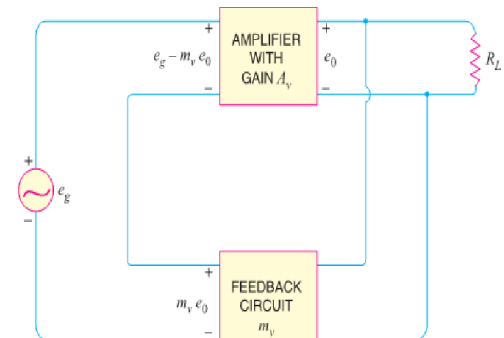 +
e_g – m_v e_0
–
AMPLIFIER
WITH
GAIN A_v
+
e_0
–
R_L
+
e_g
–
+
m_v e_0
–
FEEDBACK
CIRCUIT
m_v